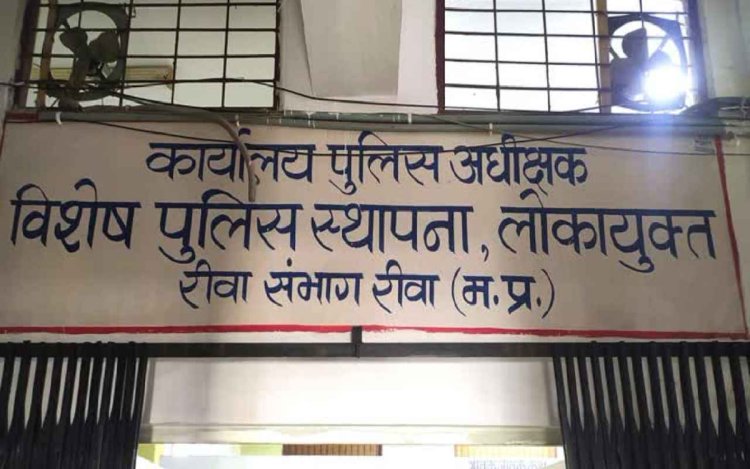 कार्यालय पुलिस अधीक्षक
विशेष पुलिस स्थापना, लोकायुक्त
रीवा संभाग रीवा (म.प्र.)